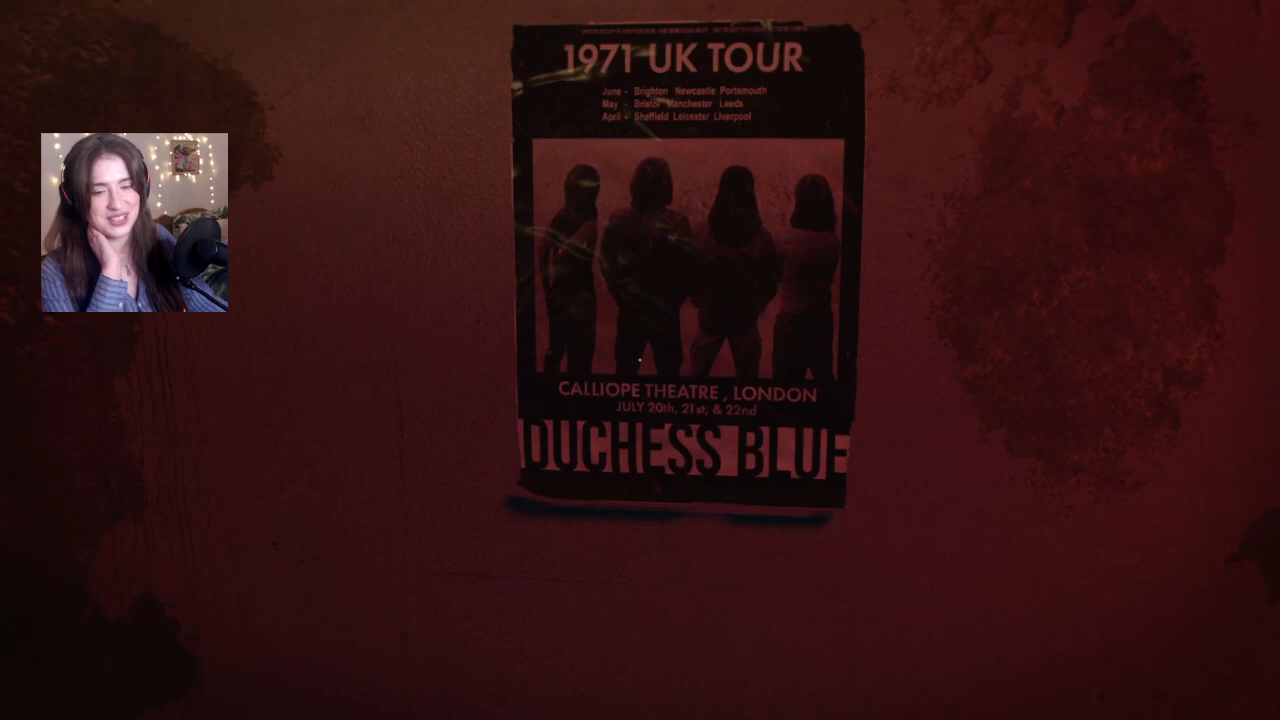 1971 UK TOUR
June - Brighton Newcastle Portsmouth
May - Bristol Manchester Leeds
April - Sheffield Leicester Liverpool
CALLIOPE THEATRE, LONDON
JULY 20th, 21st, & 22nd
DUCHESS BLUE